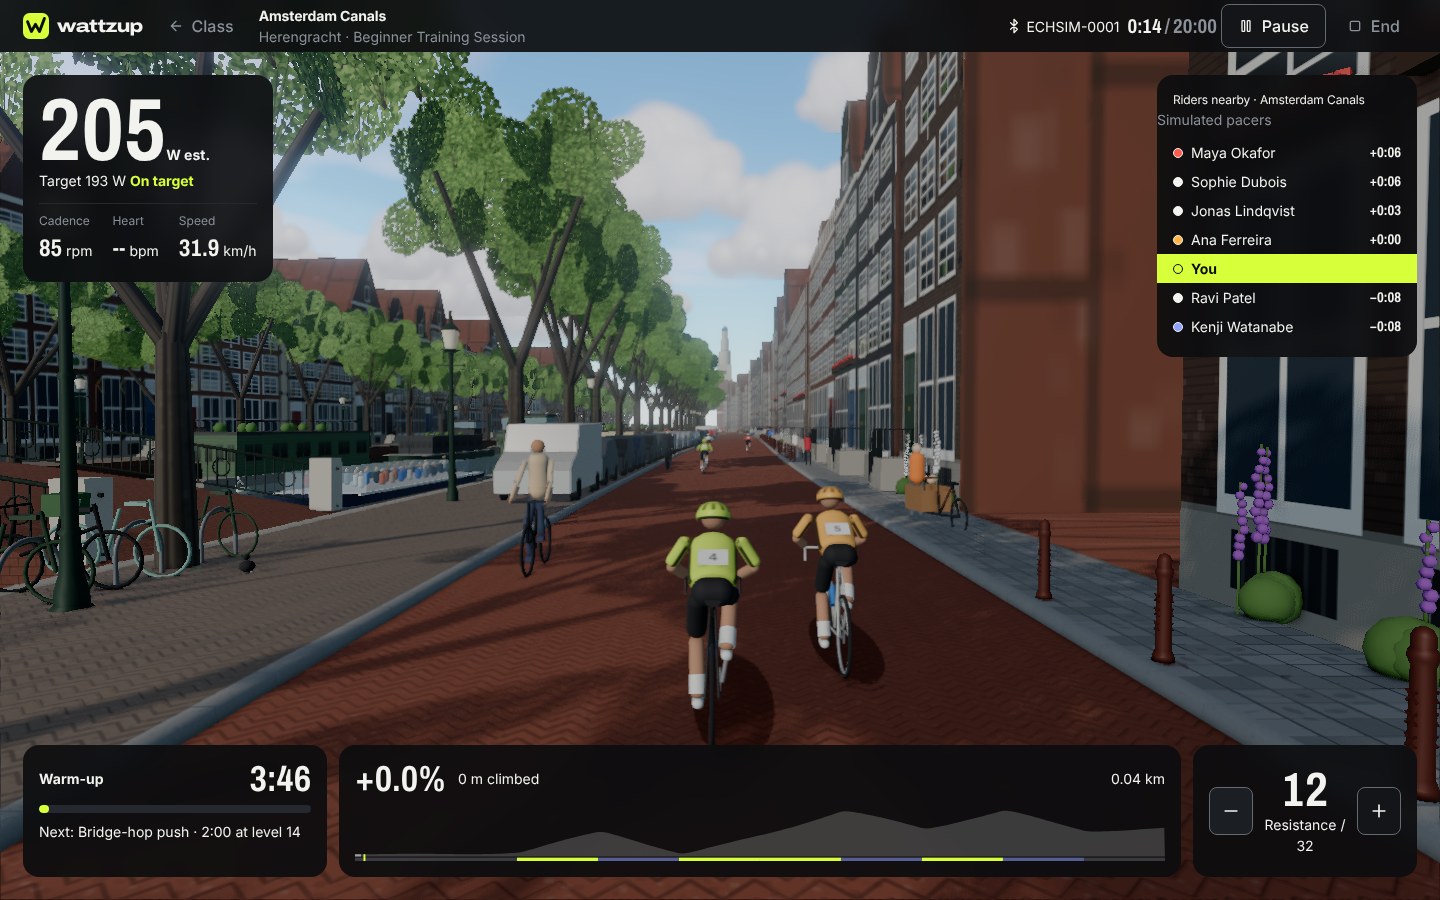 wattzup
← Class
Amsterdam Canals
Herengracht · Beginner Training Session
ECHSIM-0001 0:14 / 20:00
Pause
End
205 W est.
Target 193 W On target
Cadence Heart Speed
85 rpm -- bpm 31.9 km/h
Riders nearby · Amsterdam Canals
Simulated pacers
Maya Okafor +0:06
Sophie Dubois +0:06
Jonas Lindqvist +0:03
Ana Ferreira +0:00
You
Ravi Patel −0:08
Kenji Watanabe −0:08
4
5
Warm-up 3:46
Next: Bridge-hop push · 2:00 at level 14
+0.0% 0 m climbed 0.04 km
−
12
Resistance /
32
+